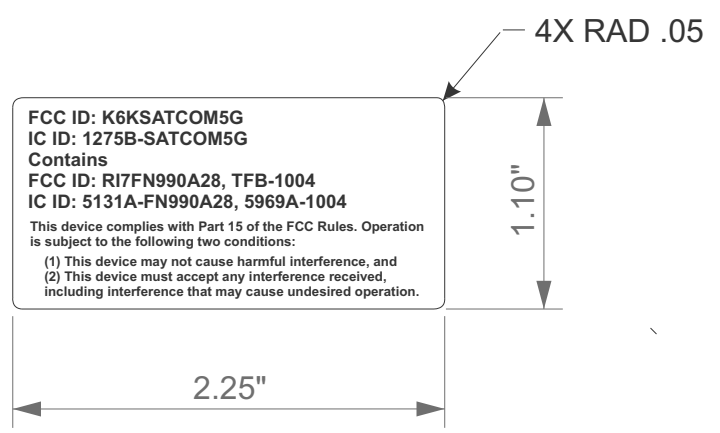 4X RAD .05
FCC ID: K6KSATCOM5G
IC ID: 1275B-SATCOM5G
Contains
FCC ID: RI7FN990A28, TFB-1004
IC ID: 5131A-FN990A28, 5969A-1004
This device complies with Part 15 of the FCC Rules. Operation
is subject to the following two conditions:
(1) This device may not cause harmful interference, and
(2) This device must accept any interference received,
including interference that may cause undesired operation.
1.10"
2.25"